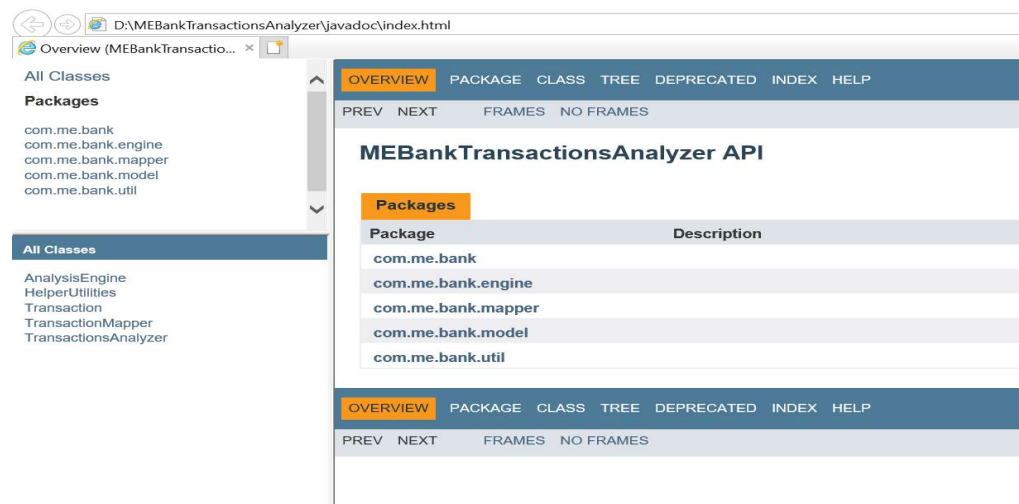 D:\MEBankTransactionsAnalyzer\javadoc\index.html
Overview (MEBankTransactio... ×
All Classes
Packages
com.me.bank
com.me.bank.engine
com.me.bank.mapper
com.me.bank.model
com.me.bank.util
All Classes
AnalysisEngine
HelperUtilities
Transaction
TransactionMapper
TransactionsAnalyzer
OVERVIEW PACKAGE CLASS TREE DEPRECATED INDEX HELP
PREV NEXT FRAMES NO FRAMES
MEBankTransactionsAnalyzer API
Packages
Package Description
com.me.bank
com.me.bank.engine
com.me.bank.mapper
com.me.bank.model
com.me.bank.util
OVERVIEW PACKAGE CLASS TREE DEPRECATED INDEX HELP
PREV NEXT FRAMES NO FRAMES